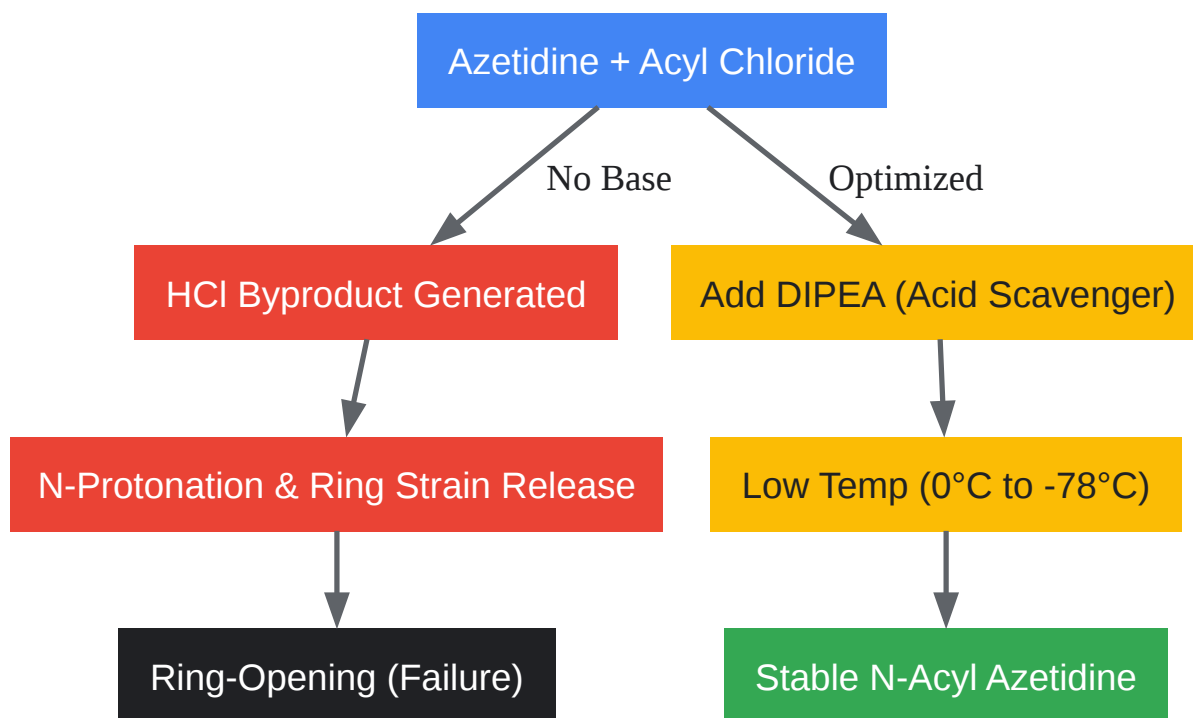 Azetidine + Acyl Chloride
No Base
Optimized
HCl Byproduct Generated
Add DIPEA (Acid Scavenger)
N-Protonation & Ring Strain Release
Low Temp (0°C to -78°C)
Ring-Opening (Failure)
Stable N-Acyl Azetidine